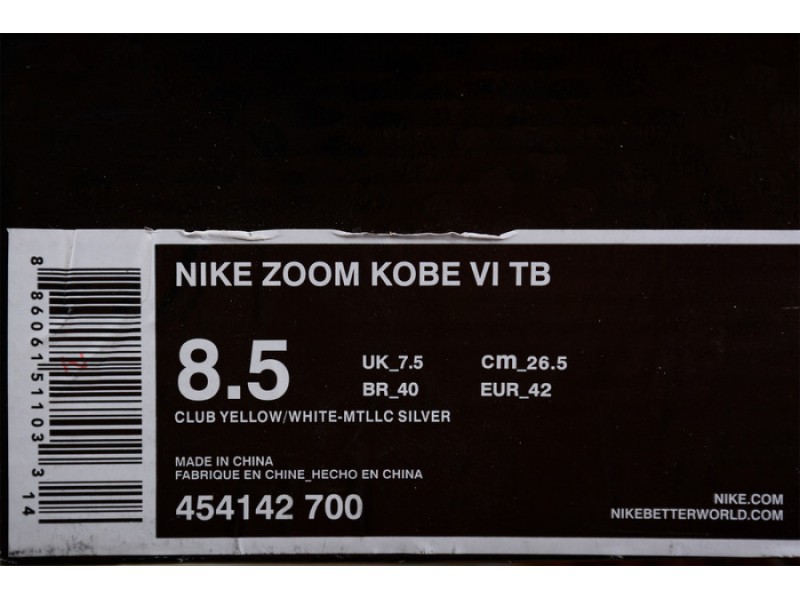 NIKE ZOOM KOBE VI TB
8.5
UK_7.5 cm_26.5
BR_40 EUR_42
CLUB YELLOW/WHITE-MTLLC SILVER
MADE IN CHINA
FABRIQUE EN CHINE_HECHO EN CHINA
454142 700
NIKE.COM
NIKEBETTERWORLD.COM
8 86061 51103 3 14